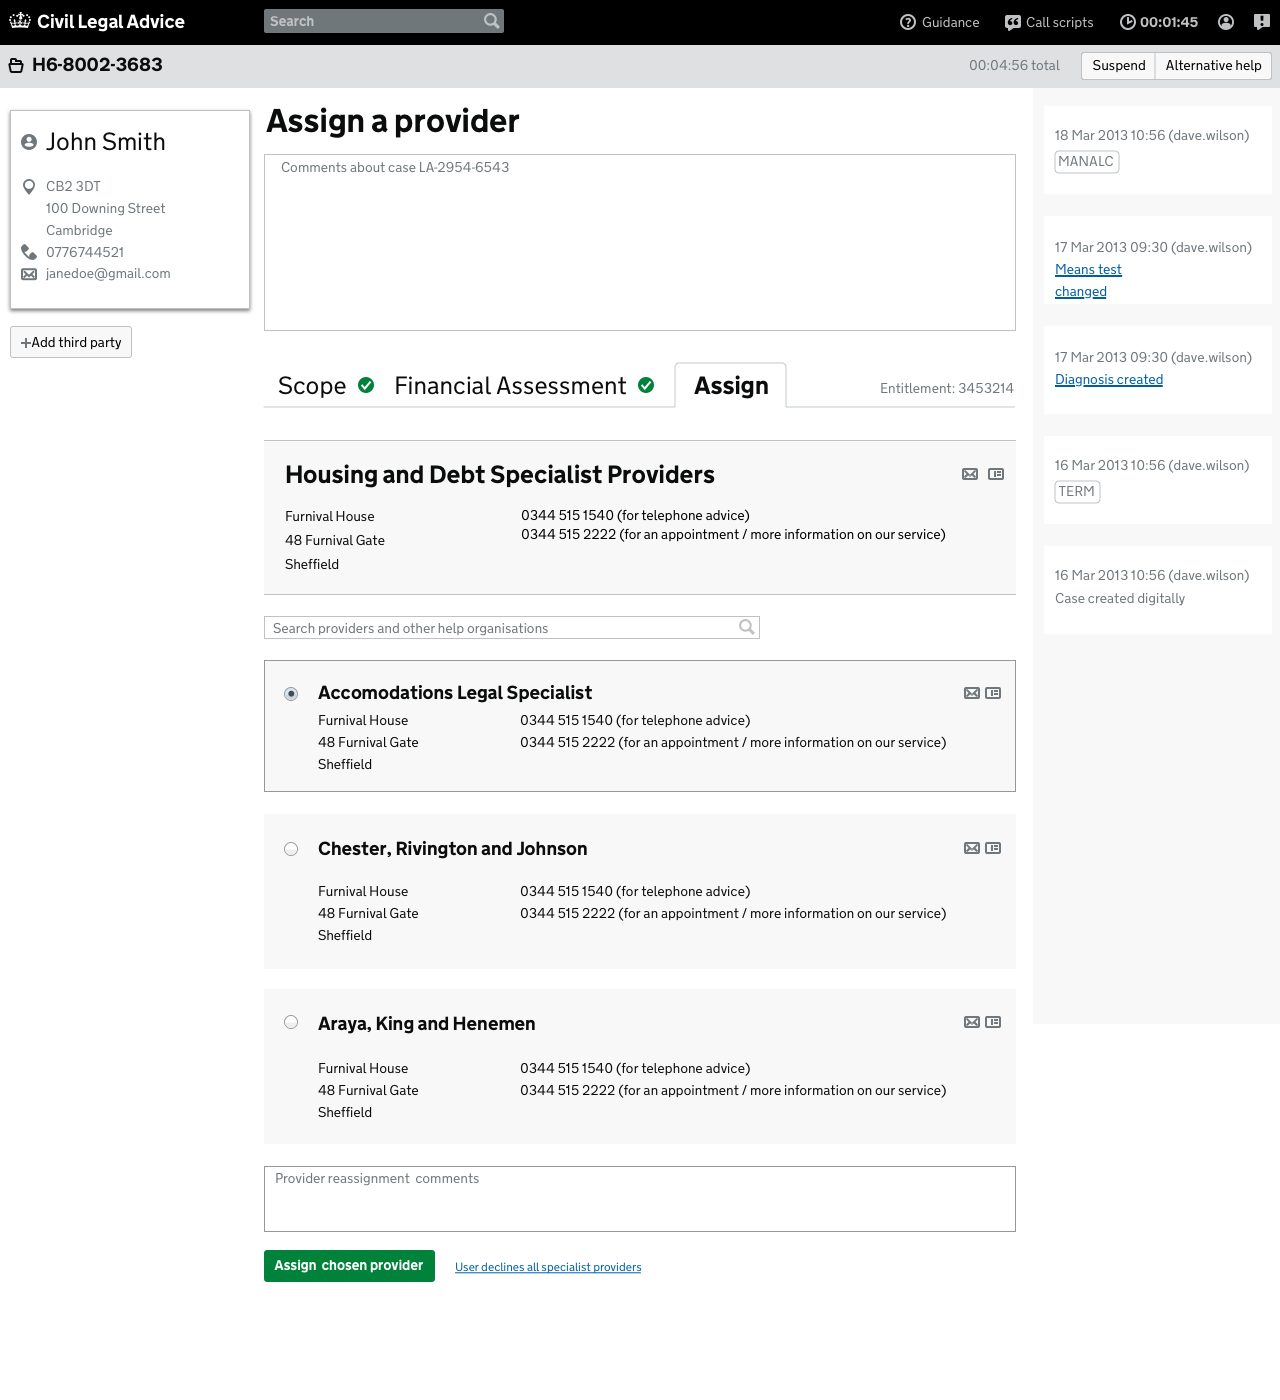 Civil Legal Advice
Search
Guidance
Call scripts
00:01:45
H6-8002-3683
00:04:56 total
Suspend
Alternative help
John Smith
CB2 3DT
100 Downing Street
Cambridge
0776744521
janedoe@gmail.com
+Add third party
Assign a provider
Comments about case LA-2954-6543
Scope
Financial Assessment
Assign
Entitlement: 3453214
Housing and Debt Specialist Providers
Furnival House
48 Furnival Gate
Sheffield
0344 515 1540 (for telephone advice)
0344 515 2222 (for an appointment / more information on our service)
Search providers and other help organisations
Accomodations Legal Specialist
Furnival House
48 Furnival Gate
Sheffield
0344 515 1540 (for telephone advice)
0344 515 2222 (for an appointment / more information on our service)
Chester, Rivington and Johnson
Furnival House
48 Furnival Gate
Sheffield
0344 515 1540 (for telephone advice)
0344 515 2222 (for an appointment / more information on our service)
Araya, King and Henemen
Furnival House
48 Furnival Gate
Sheffield
0344 515 1540 (for telephone advice)
0344 515 2222 (for an appointment / more information on our service)
Provider reassignment comments
Assign chosen provider
User declines all specialist providers
18 Mar 2013 10:56 (dave.wilson)
MANALC
17 Mar 2013 09:30 (dave.wilson)
Means test
changed
17 Mar 2013 09:30 (dave.wilson)
Diagnosis created
16 Mar 2013 10:56 (dave.wilson)
TERM
16 Mar 2013 10:56 (dave.wilson)
Case created digitally